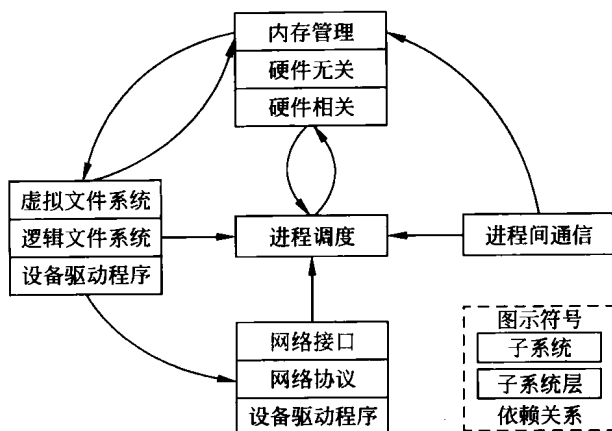 内存管理
硬件无关
硬件相关
虚拟文件系统
逻辑文件系统
设备驱动程序
进程调度
进程间通信
网络接口
网络协议
设备驱动程序
图示符号
子系统
子系统层
依赖关系